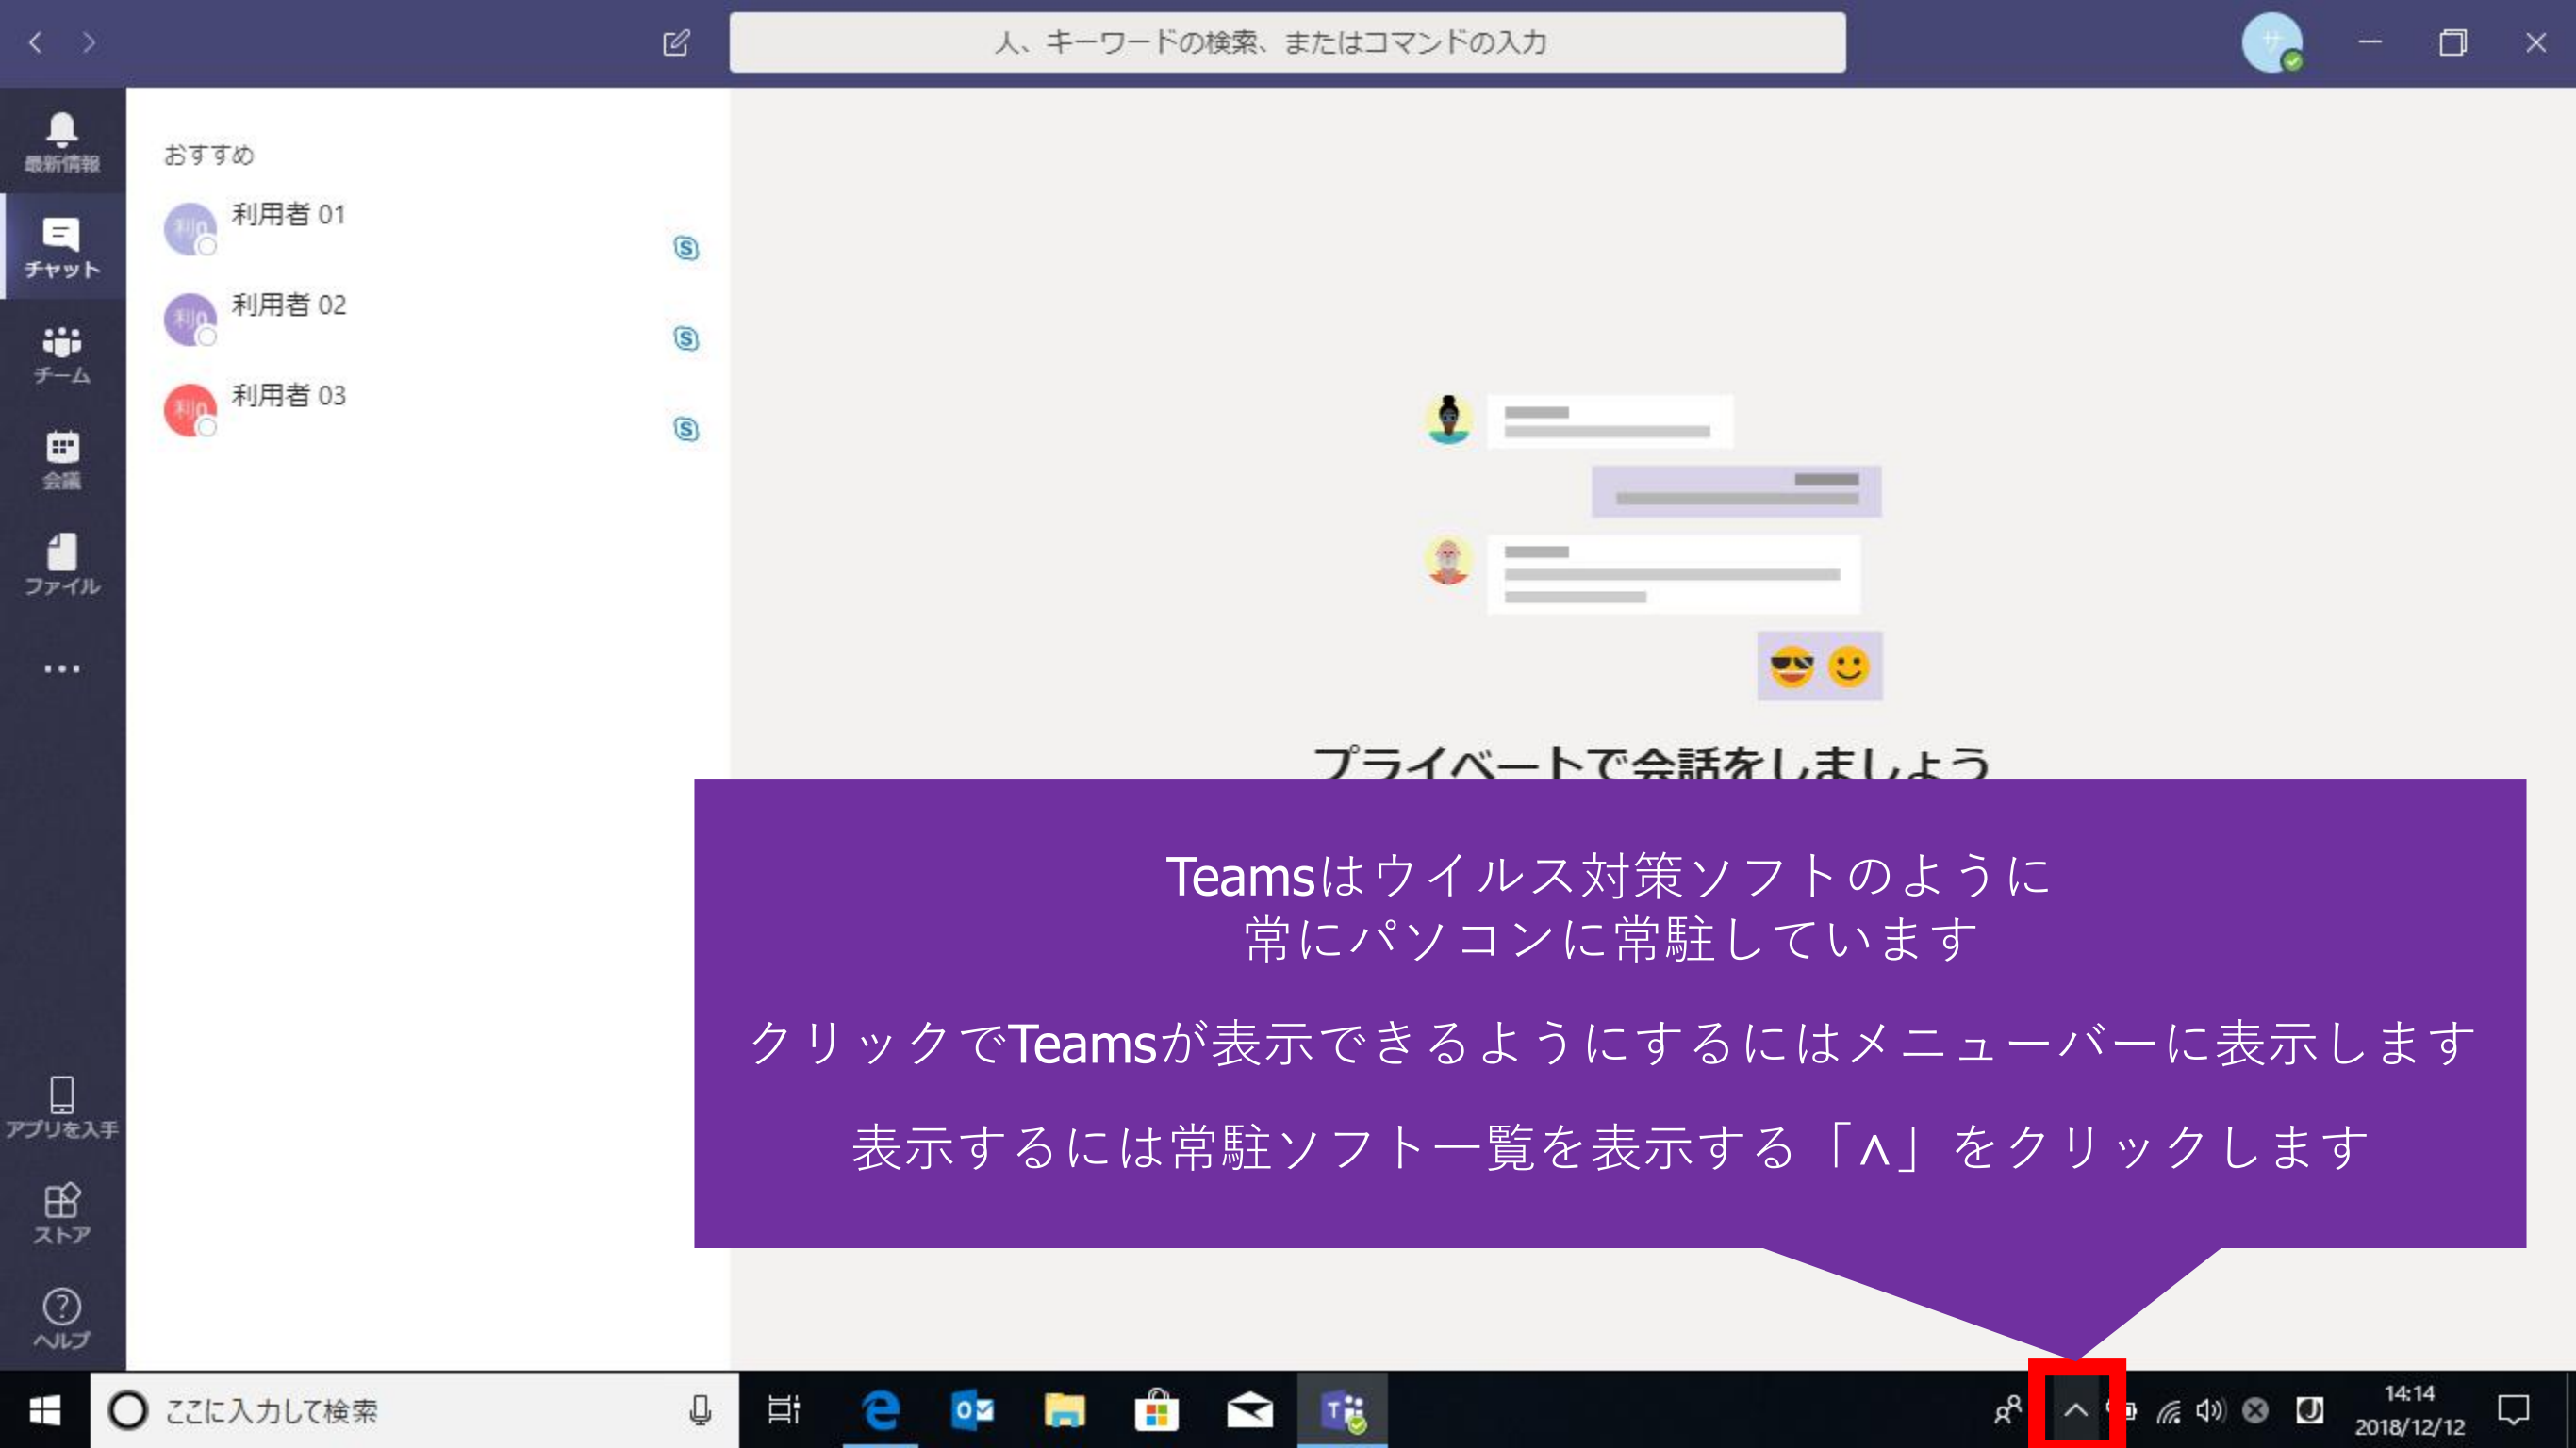 人、キーワードの検索、またはコマンドの入力
サ
最新情報
チャット
チーム
会議
ファイル
アプリを入手
ストア
ヘルプ
おすすめ
利用者 01
利用者 02
利用者 03
プライベートで会話をしましょう
Teamsはウイルス対策ソフトのように
常にパソコンに常駐しています
クリックでTeamsが表示できるようにするにはメニューバーに表示します
表示するには常駐ソフト一覧を表示する「∧」をクリックします
ここに入力して検索
14:14
2018/12/12